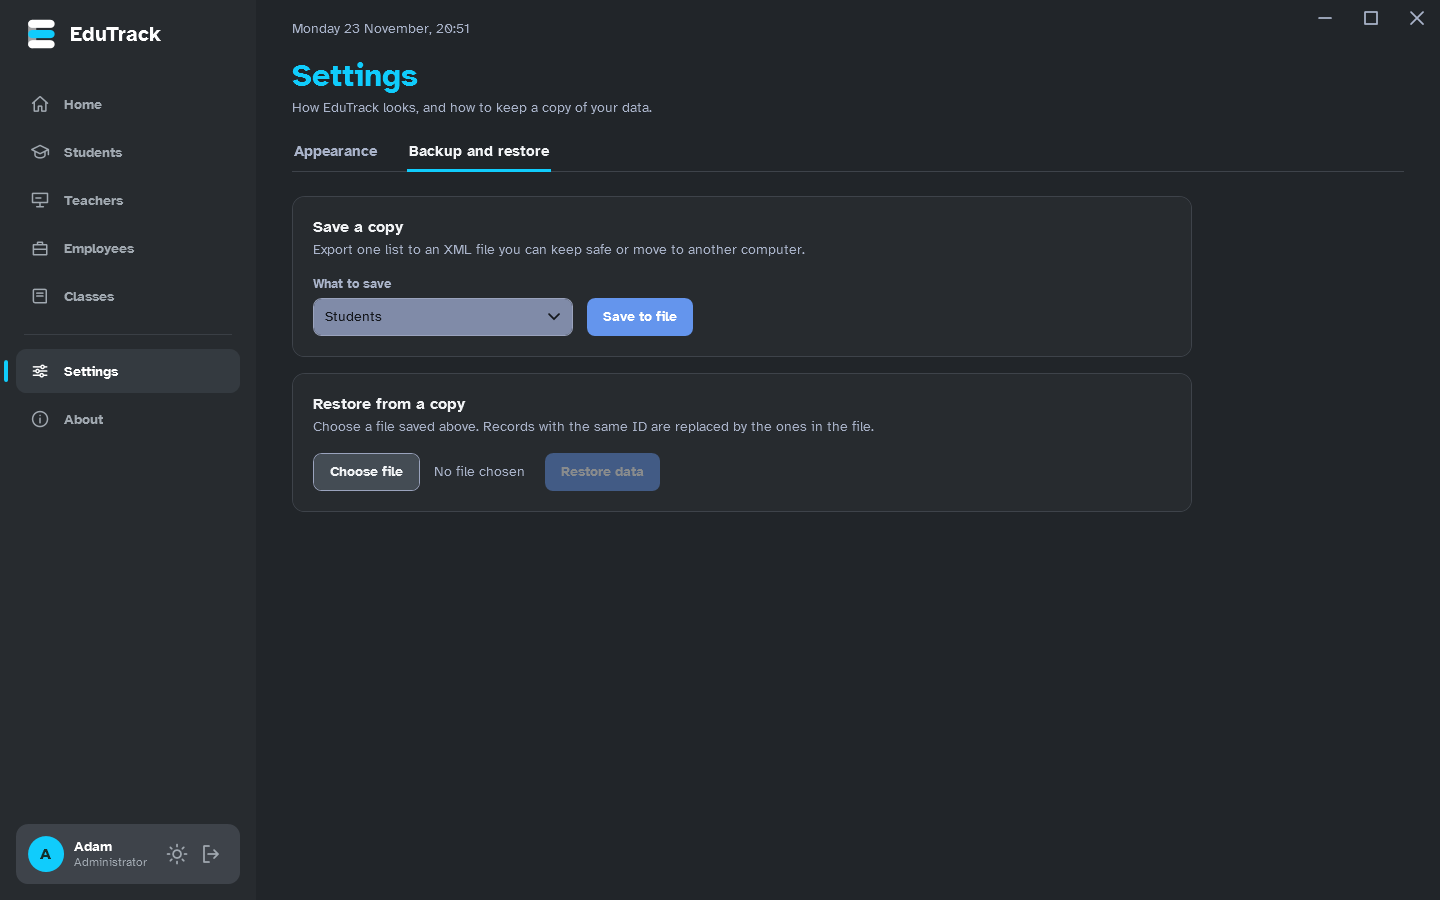 EduTrack
Home
Students
Teachers
Employees
Classes
Settings
About
A
Adam
Administrator
Monday 23 November, 20:51
Settings
How EduTrack looks, and how to keep a copy of your data.
Appearance
Backup and restore
Save a copy
Export one list to an XML file you can keep safe or move to another computer.
What to save
Students
Save to file
Restore from a copy
Choose a file saved above. Records with the same ID are replaced by the ones in the file.
Choose file
No file chosen
Restore data